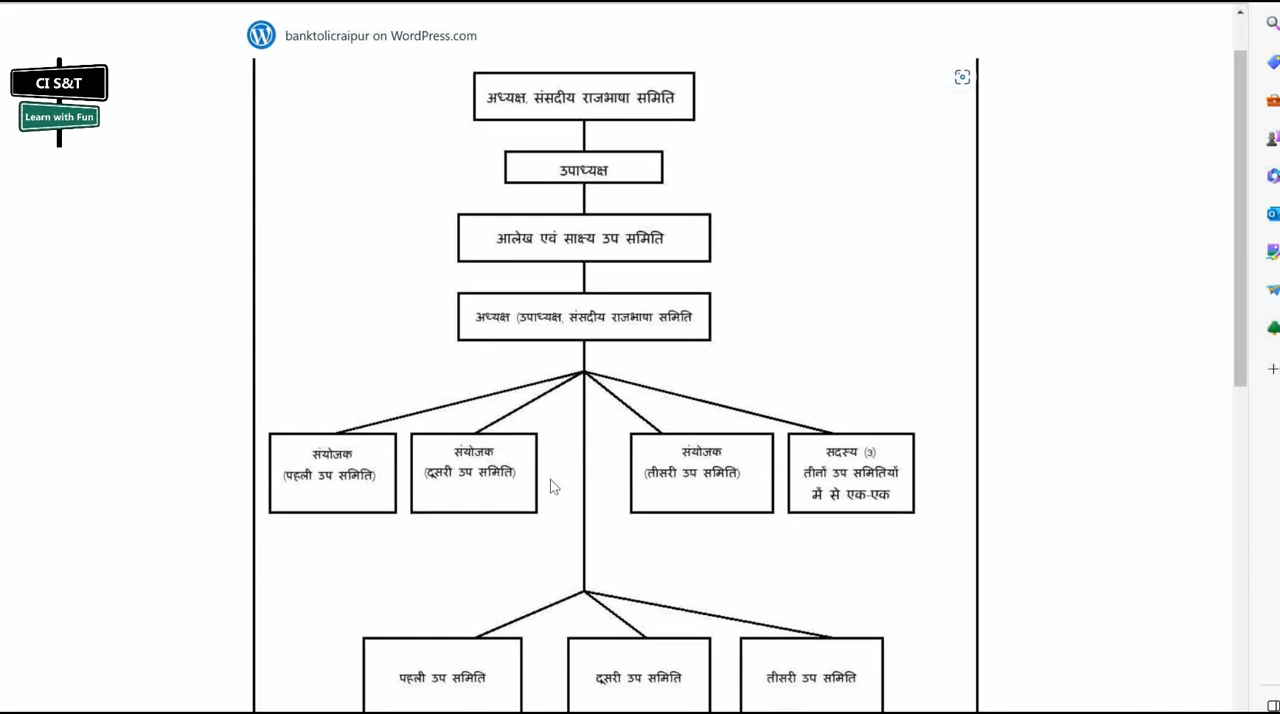 banktolicraipur on WordPress.com
CI S&T
Learn with Fun
अध्यक्ष, संसदीय राजभाषा समिति
उपाध्यक्ष
आलेख एवं साक्ष्य उप समिति
अध्यक्ष (उपाध्यक्ष, संसदीय राजभाषा समिति
संयोजक
(पहली उप समिति)
संयोजक
(दूसरी उप समिति)
संयोजक
(तीसरी उप समिति)
सदस्य (3)
तीनों उप समितियों
में से एक-एक
पहली उप समिति
दूसरी उप समिति
तीसरी उप समिति